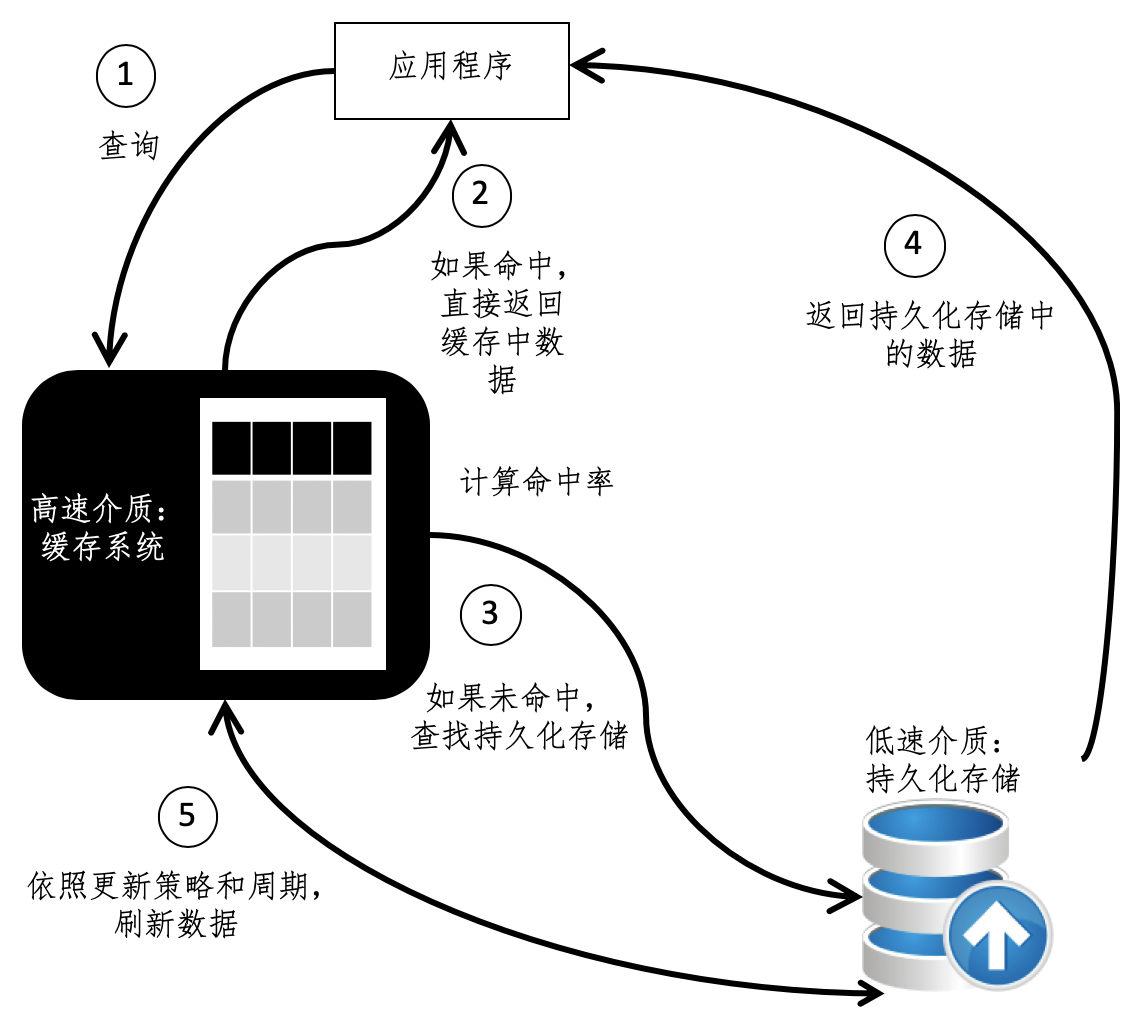 应用程序
1
查询
2
如果命中，
直接返回
缓存中数
据
4
返回持久化存储中
的数据
高速介质：
缓存系统
计算命中率
3
如果未命中，
查找持久化存储
低速介质：
持久化存储
5
依照更新策略和周期，
刷新数据